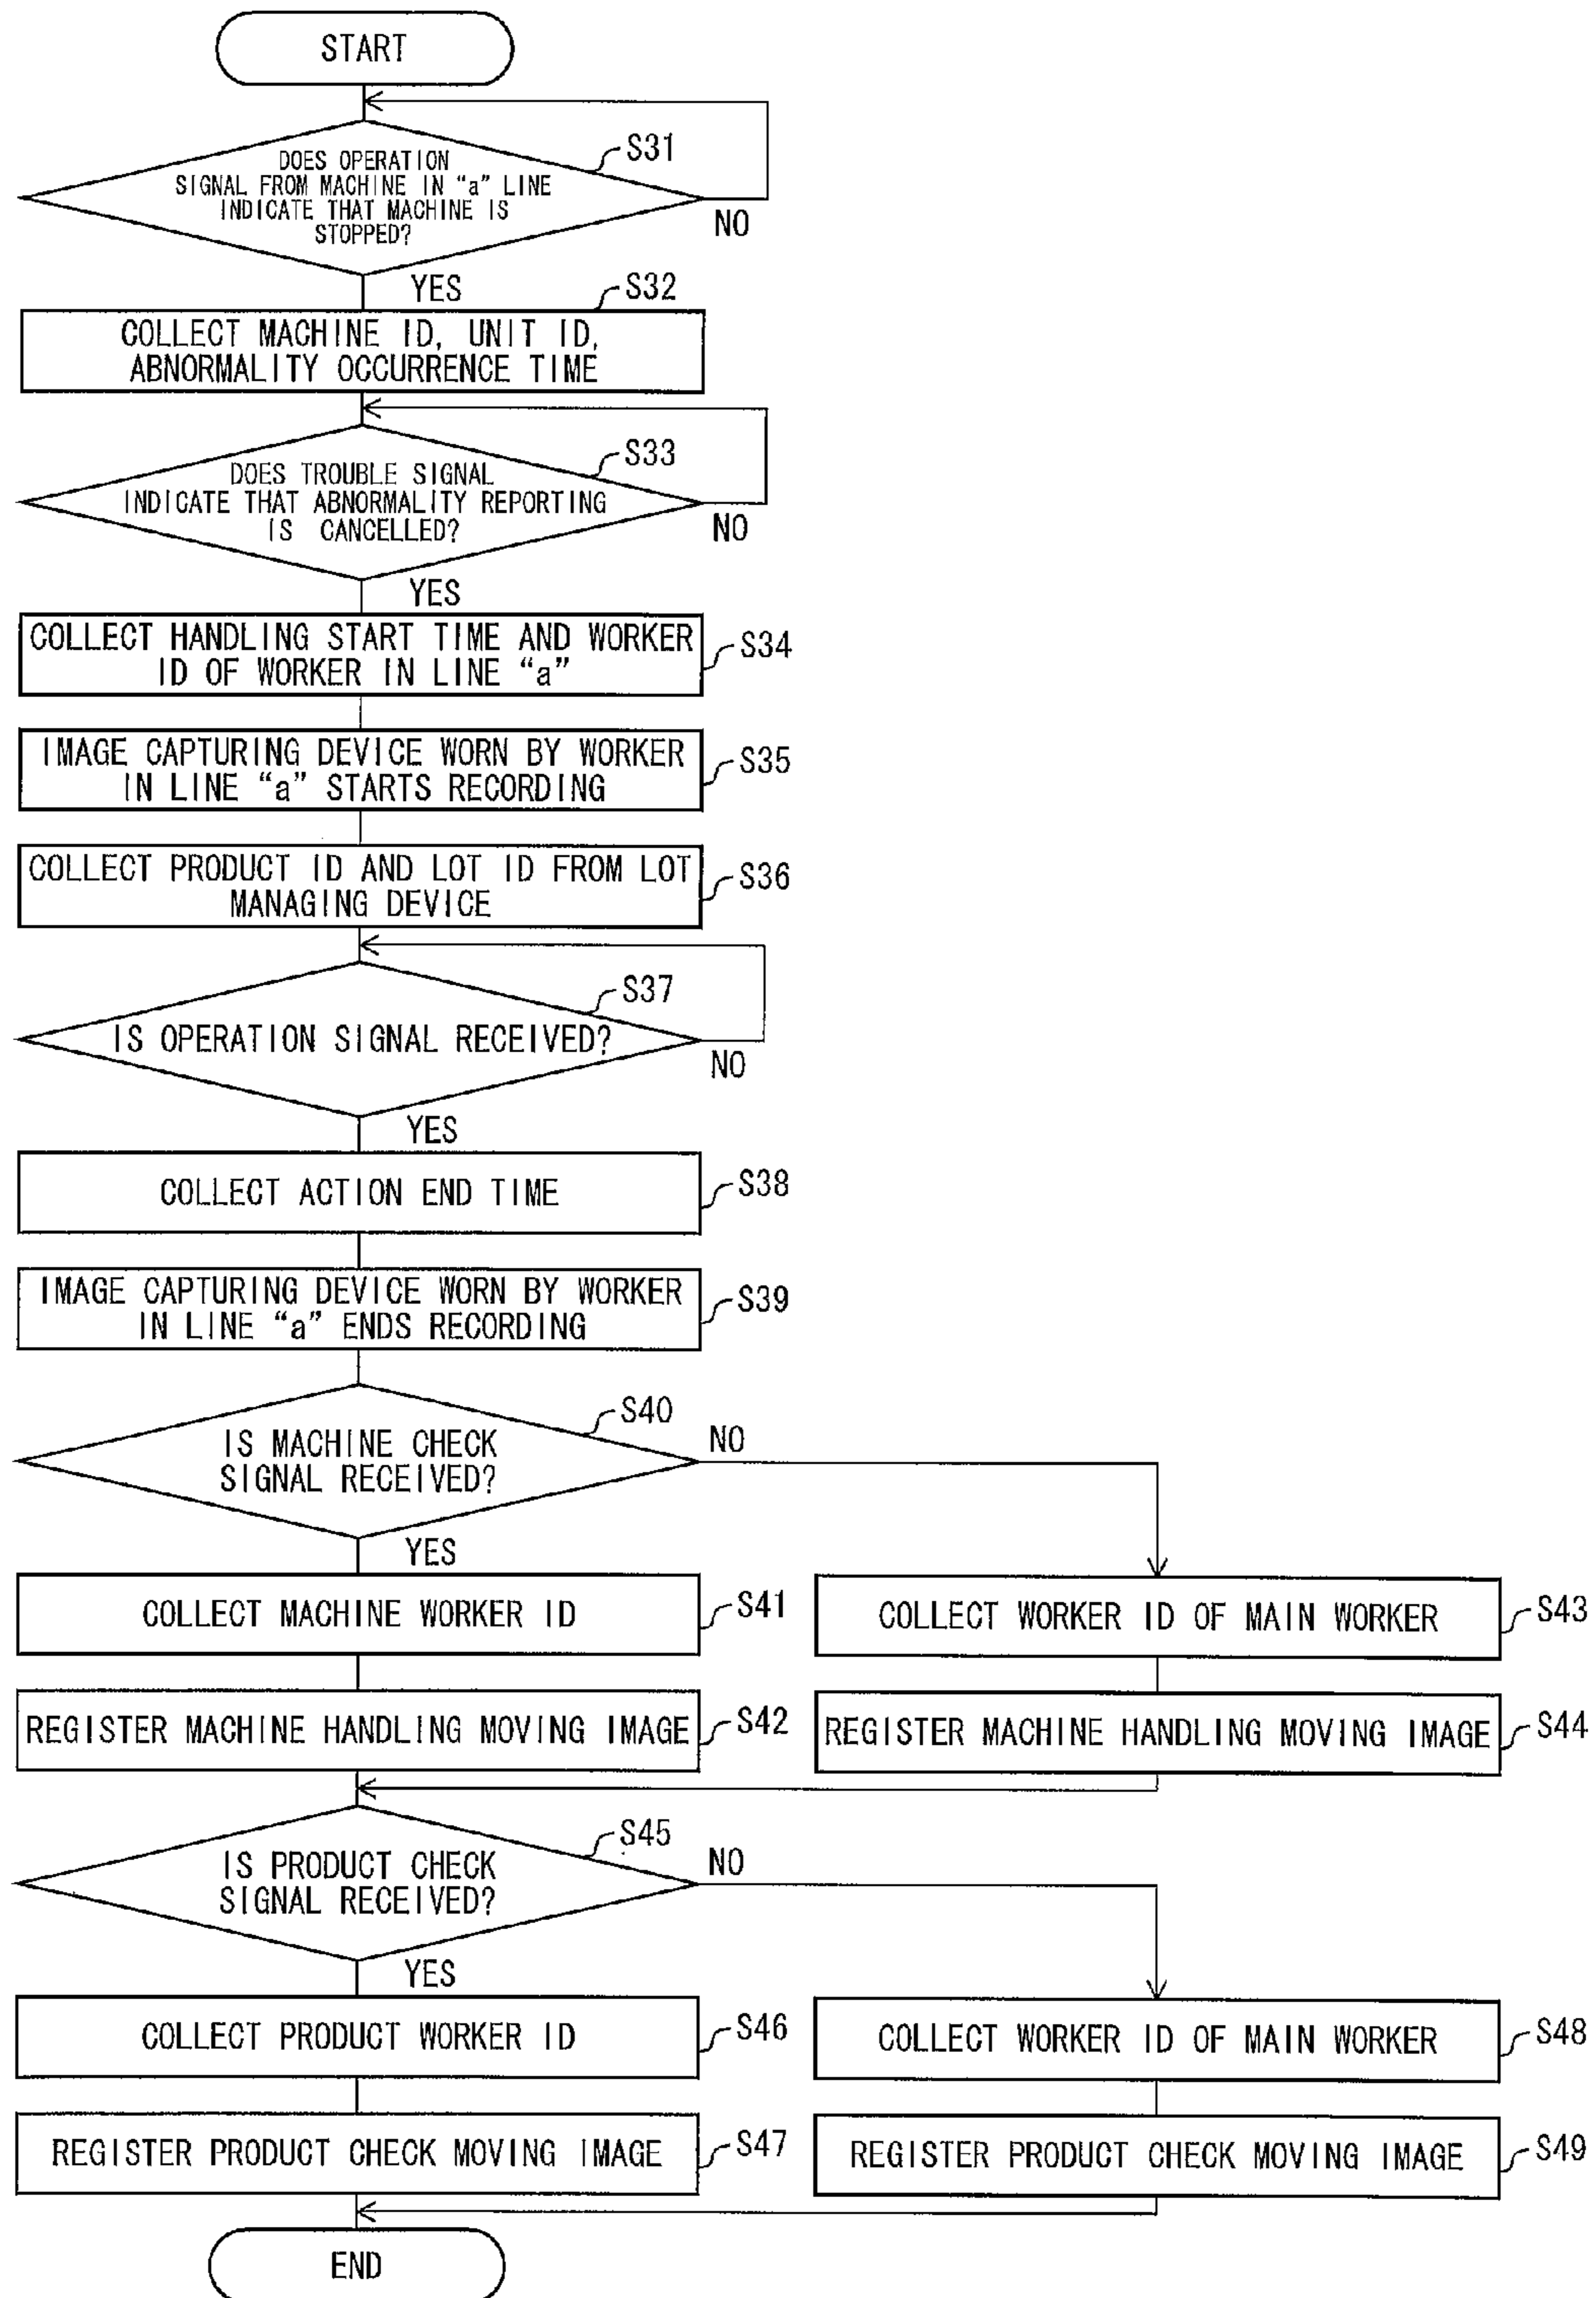 START
S31
DOES OPERATION
SIGNAL FROM MACHINE IN “a” LINE
INDICATE THAT MACHINE IS
STOPPED?
NO
YES
S32
COLLECT MACHINE ID, UNIT ID,
ABNORMALITY OCCURRENCE TIME
S33
DOES TROUBLE SIGNAL
INDICATE THAT ABNORMALITY REPORTING
IS CANCELLED?
NO
YES
COLLECT HANDLING START TIME AND WORKER
ID OF WORKER IN LINE “a”
S34
IMAGE CAPTURING DEVICE WORN BY WORKER
IN LINE “a” STARTS RECORDING
S35
COLLECT PRODUCT ID AND LOT ID FROM LOT
MANAGING DEVICE
S36
S37
IS OPERATION SIGNAL RECEIVED?
NO
YES
COLLECT ACTION END TIME
S38
IMAGE CAPTURING DEVICE WORN BY WORKER
IN LINE “a” ENDS RECORDING
S39
S40
IS MACHINE CHECK
SIGNAL RECEIVED?
NO
YES
COLLECT MACHINE WORKER ID
S41
COLLECT WORKER ID OF MAIN WORKER
S43
REGISTER MACHINE HANDLING MOVING IMAGE
S42
REGISTER MACHINE HANDLING MOVING IMAGE
S44
S45
IS PRODUCT CHECK
SIGNAL RECEIVED?
NO
YES
COLLECT PRODUCT WORKER ID
S46
COLLECT WORKER ID OF MAIN WORKER
S48
REGISTER PRODUCT CHECK MOVING IMAGE
S47
REGISTER PRODUCT CHECK MOVING IMAGE
S49
END